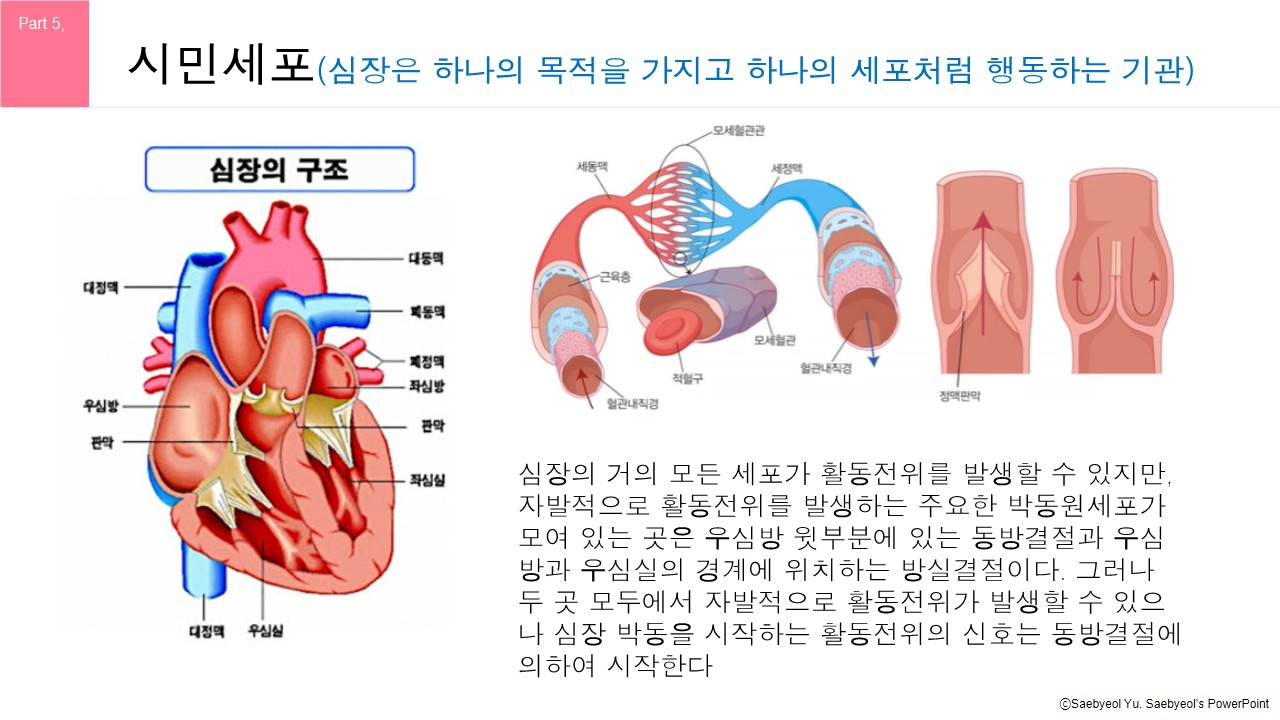 Part 5,
시민세포(심장은 하나의 목적을 가지고 하나의 세포처럼 행동하는 기관)
심장의 구조
대동맥
대정맥
폐동맥
폐정맥
좌심방
우심방
판막
판막
좌심실
대정맥
우심실
모세혈관관
세동맥
세정맥
근육층
모세혈관
적혈구
혈관내직경
혈관내직경
정맥판막
심장의 거의 모든 세포가 활동전위를 발생할 수 있지만,
자발적으로 활동전위를 발생하는 주요한 박동원세포가
모여 있는 곳은 우심방 윗부분에 있는 동방결절과 우심
방과 우심실의 경계에 위치하는 방실결절이다. 그러나
두 곳 모두에서 자발적으로 활동전위가 발생할 수 있으
나 심장 박동을 시작하는 활동전위의 신호는 동방결절에
의하여 시작한다
ⓒSaebyeol Yu. Saebyeol's PowerPoint